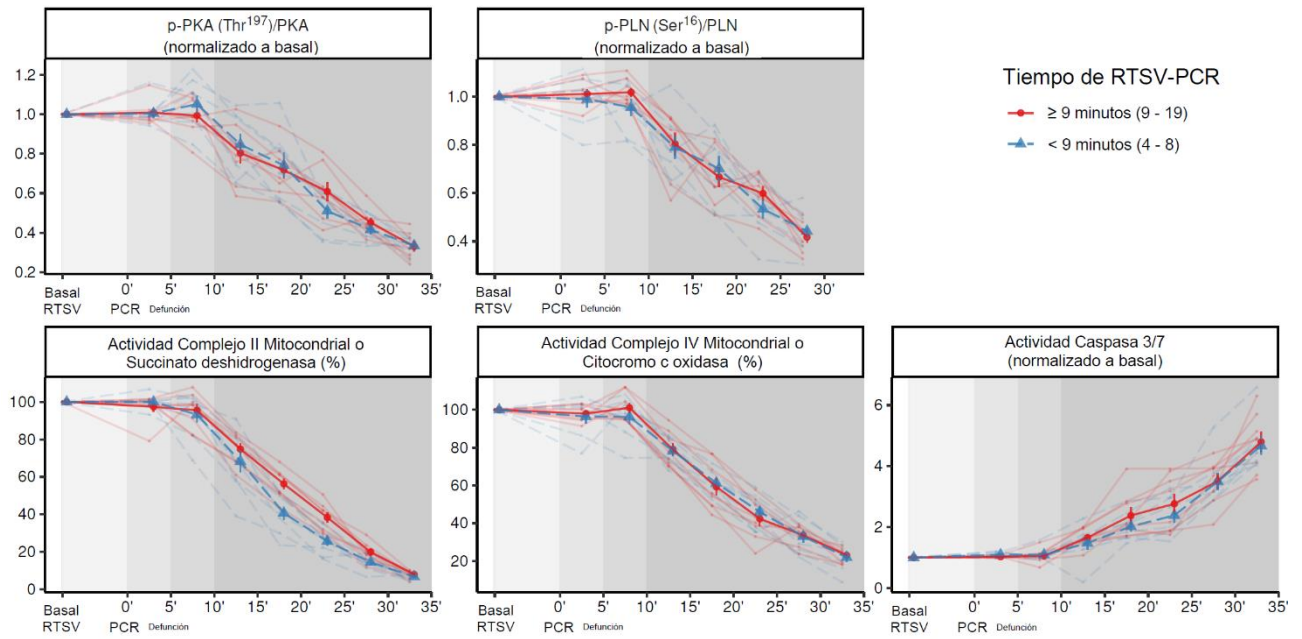 p-PKA (Thr¹⁹⁷)/PKA
(normalizado a basal)
1.2
1.0
0.8
0.6
0.4
0.2
Basal
RTSV
0' 5' 10' 15' 20' 25' 30' 35'
PCR Defunción
p-PLN (Ser¹⁶)/PLN
(normalizado a basal)
1.0
0.8
0.6
0.4
Basal
RTSV
0' 5' 10' 15' 20' 25' 30'
PCR Defunción
Tiempo de RTSV-PCR
≥ 9 minutos (9 - 19)
< 9 minutos (4 - 8)
Actividad Complejo II Mitocondrial o
Succinato deshidrogenasa (%)
100
80
60
40
20
0
Basal
RTSV
0' 5' 10' 15' 20' 25' 30' 35'
PCR Defunción
Actividad Complejo IV Mitocondrial o
Citocromo c oxidasa (%)
100
80
60
40
20
Basal
RTSV
0' 5' 10' 15' 20' 25' 30' 35'
PCR Defunción
Actividad Caspasa 3/7
(normalizado a basal)
6
4
2
0
Basal
RTSV
0' 5' 10' 15' 20' 25' 30' 35'
PCR Defunción